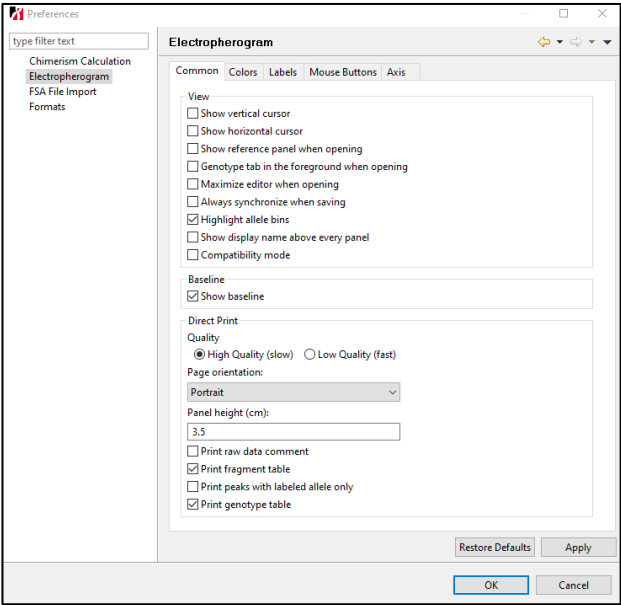 Preferences
type filter text
Chimerism Calculation
Electropherogram
FSA File Import
Formats
Electropherogram
Common Colors Labels Mouse Buttons Axis
View
Show vertical cursor
Show horizontal cursor
Show reference panel when opening
Genotype tab in the foreground when opening
Maximize editor when opening
Always synchronize when saving
Highlight allele bins
Show display name above every panel
Compatibility mode
Baseline
Show baseline
Direct Print
Quality
High Quality (slow) Low Quality (fast)
Page orientation:
Portrait
Panel height (cm):
3.5
Print raw data comment
Print fragment table
Print peaks with labeled allele only
Print genotype table
Restore Defaults Apply
OK Cancel